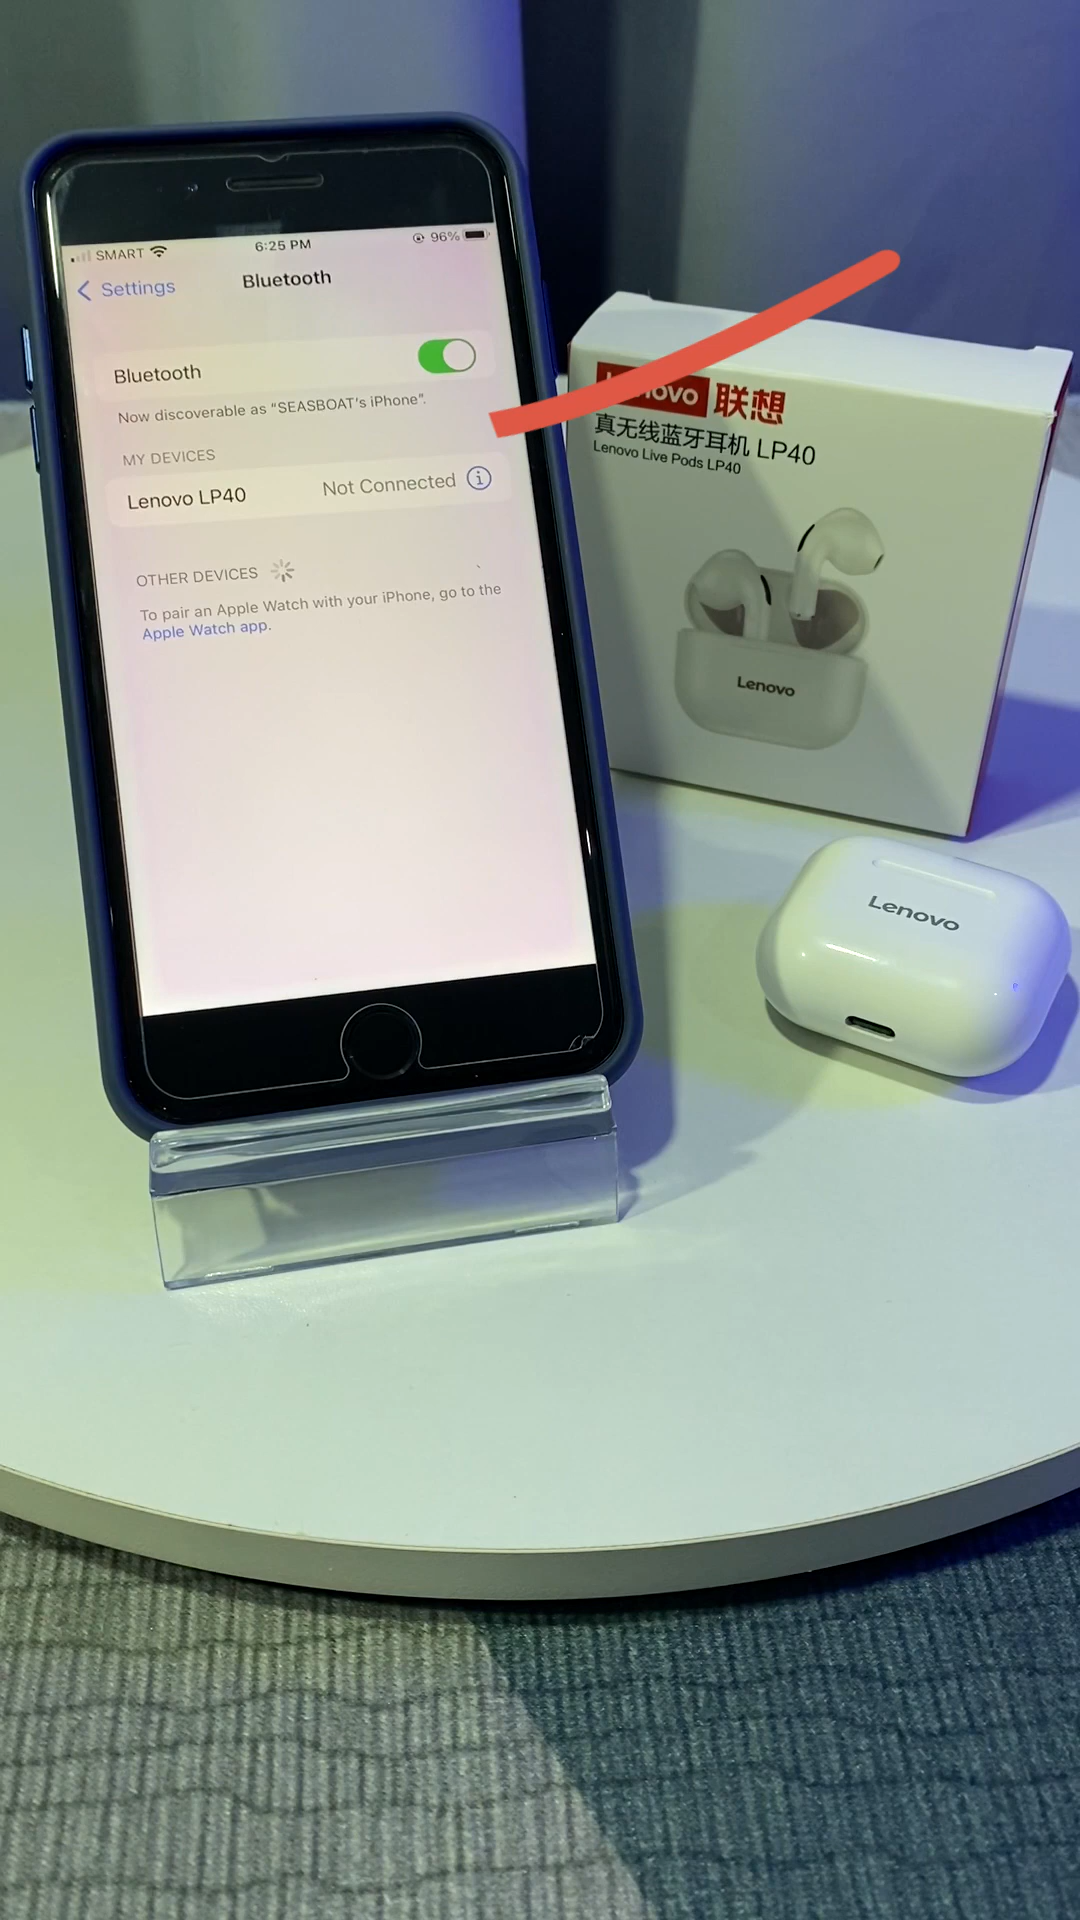 SMART 6:25 PM 96%
Settings Bluetooth
Bluetooth
Now discoverable as “SEASBOAT’s iPhone”.
MY DEVICES
Lenovo LP40 Not Connected
OTHER DEVICES
To pair an Apple Watch with your iPhone, go to the
Apple Watch app.
联想
真无线蓝牙耳机 LP40
Lenovo Live Pods LP40
Lenovo
Lenovo